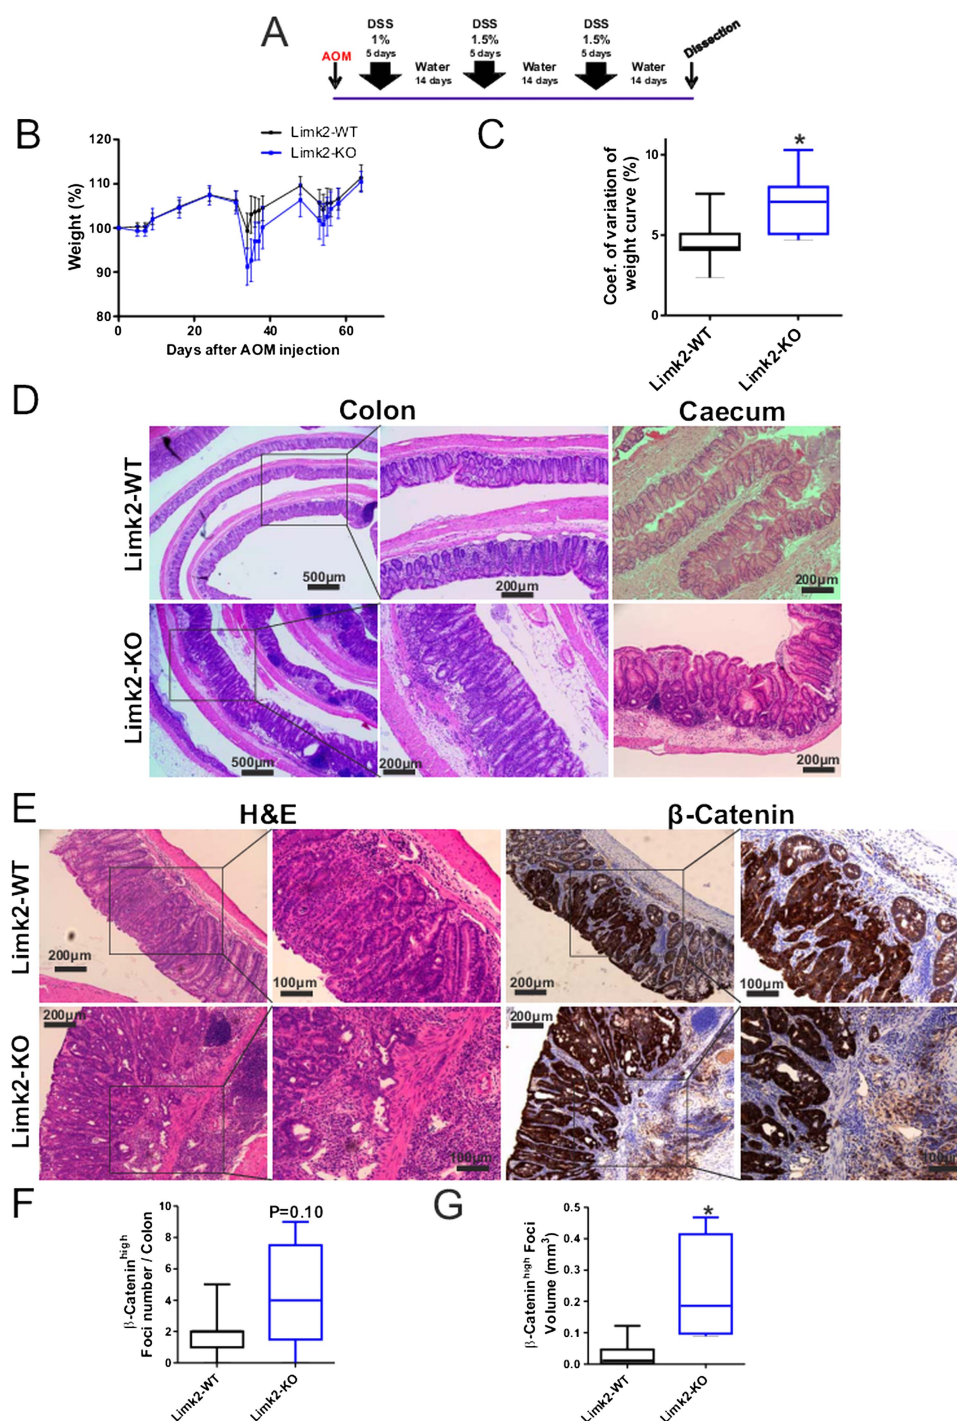 A
AOM
DSS
1%
5 days
Water
14 days
DSS
1.5%
5 days
Water
14 days
DSS
1.5%
5 days
Water
14 days
Dissection
B
120
110
100
90
80
Weight (%)
0 20 40 60
Days after AOM injection
Limk2-WT
Limk2-KO
C
*
10
5
0
Coef. of variation of
weight curve (%)
Limk2-WT
Limk2-KO
D
Colon
Caecum
Limk2-WT
500µm
200µm
200µm
Limk2-KO
500µm
200µm
200µm
E
H&E
β-Catenin
Limk2-WT
200µm
100µm
200µm
100µm
Limk2-KO
200µm
100µm
200µm
100µm
F
P=0.10
10
8
6
4
2
0
β-Catenin^high
Foci number / Colon
Limk2-WT
Limk2-KO
G
*
0.5
0.4
0.3
0.2
0.1
0.0
β-Catenin^high Foci
Volume (mm³)
Limk2-WT
Limk2-KO